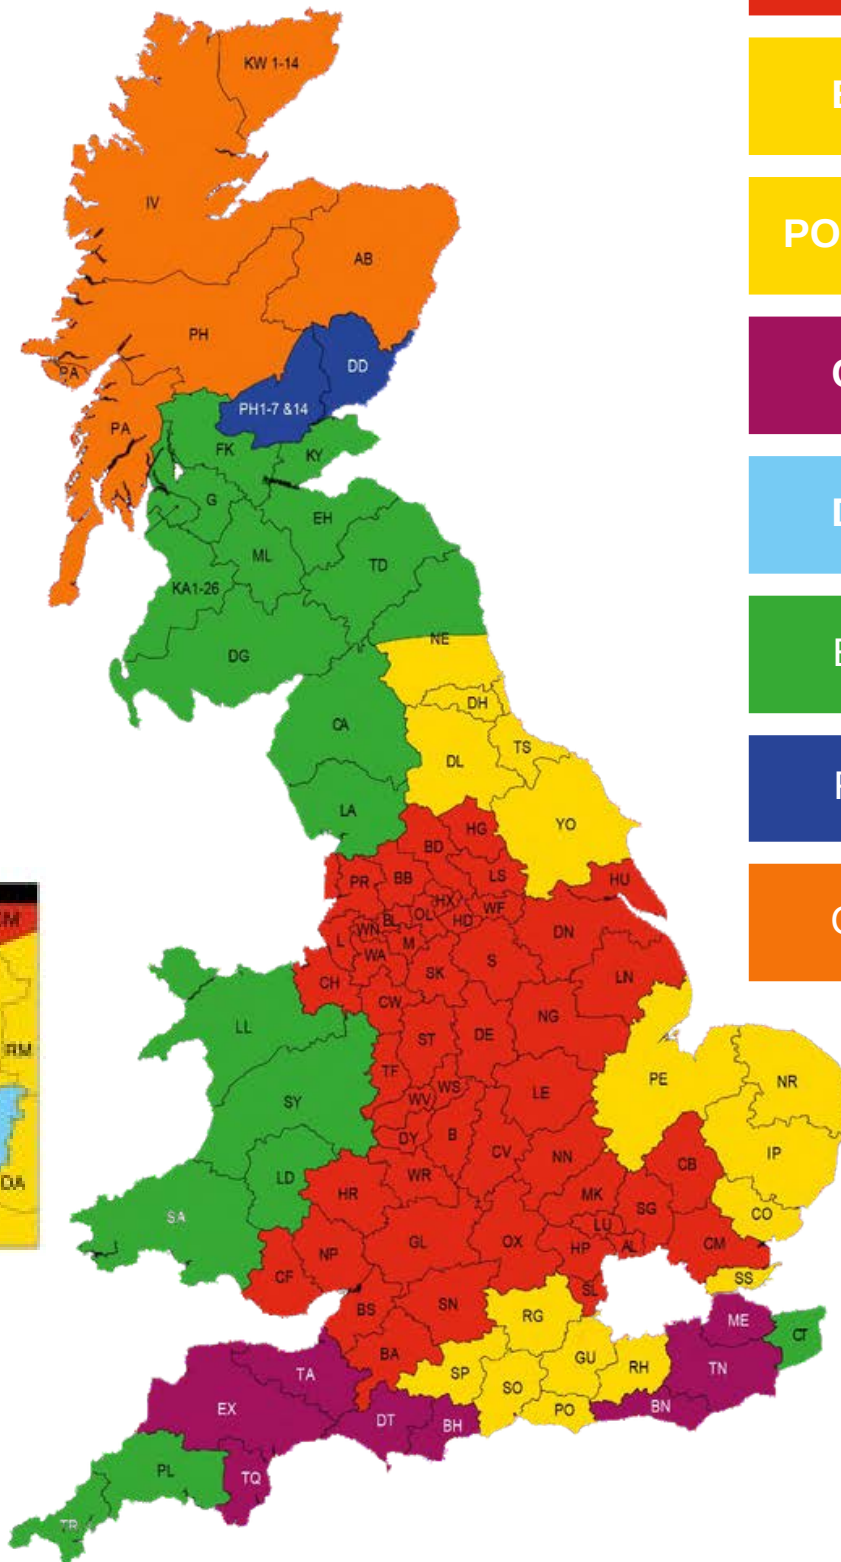 KW 1-14
B
PO
IV
AB
C
PH
DD
PA
PH1-7 &14
PA
FK
KY
D
G
EH
ML
TD
KA1-26
NE
DG
E
DH
CA
TS
DL
F
LA
YO
HG
BD
PR
BB
LS
HU
HX
WF
BL
OL
HD
WN
DN
L
M
WA
S
SK
CH
LN
CW
LL
NG
ST
DE
RM
TF
PE
NR
WS
LE
WV
SY
DY
B
CV
IP
NN
CB
LD
WR
DA
HR
MK
SG
SA
LU
CO
GL
OX
AL
HP
CM
NP
CF
SS
SL
BS
SN
RG
ME
CT
BA
GU
RH
TN
TA
SP
SO
EX
PO
BN
DT
BH
PL
TQ
TR